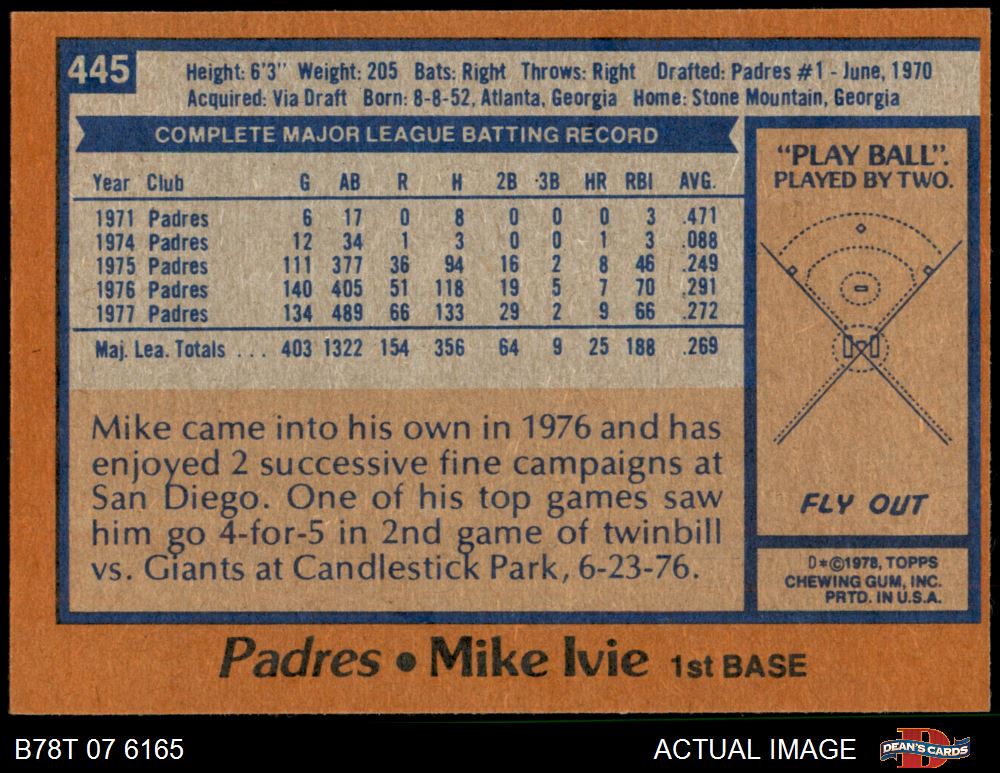 445
Height: 6'3" Weight: 205 Bats: Right Throws: Right Drafted: Padres #1 - June, 1970
Acquired: Via Draft Born: 8-8-52, Atlanta, Georgia Home: Stone Mountain, Georgia
COMPLETE MAJOR LEAGUE BATTING RECORD
Year Club G AB R H 2B 3B HR RBI AVG.
1971 Padres 6 17 0 8 0 0 0 3 .471
1974 Padres 12 34 1 3 0 0 1 3 .088
1975 Padres 111 377 36 94 16 2 8 46 .249
1976 Padres 140 405 51 118 19 5 7 70 .291
1977 Padres 134 489 66 133 29 2 9 66 .272
Maj. Lea. Totals ... 403 1322 154 356 64 9 25 188 .269
Mike came into his own in 1976 and has
enjoyed 2 successive fine campaigns at
San Diego. One of his top games saw
him go 4-for-5 in 2nd game of twinbill
vs. Giants at Candlestick Park, 6-23-76.
"PLAY BALL".
PLAYED BY TWO.
FLY OUT
D*©1978, TOPPS
CHEWING GUM, INC.
PRTD. IN U.S.A.
Padres • Mike Ivie 1st BASE
B78T 07 6165
ACTUAL IMAGE
D
DEAN'S CARDS